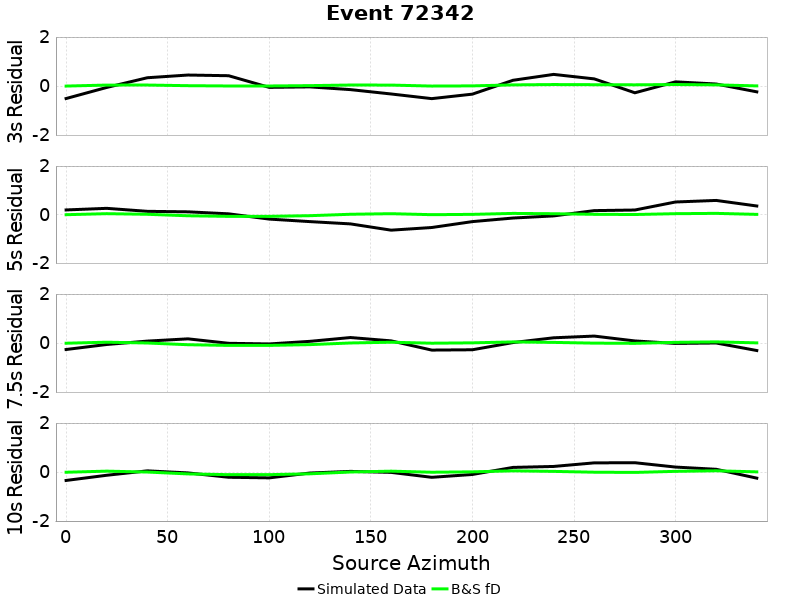 Event 72342
3s Residual
2
0
-2
5s Residual
2
0
-2
7.5s Residual
2
0
-2
10s Residual
2
0
-2
0 50 100 150 200 250 300
Source Azimuth
Simulated Data B&S fD